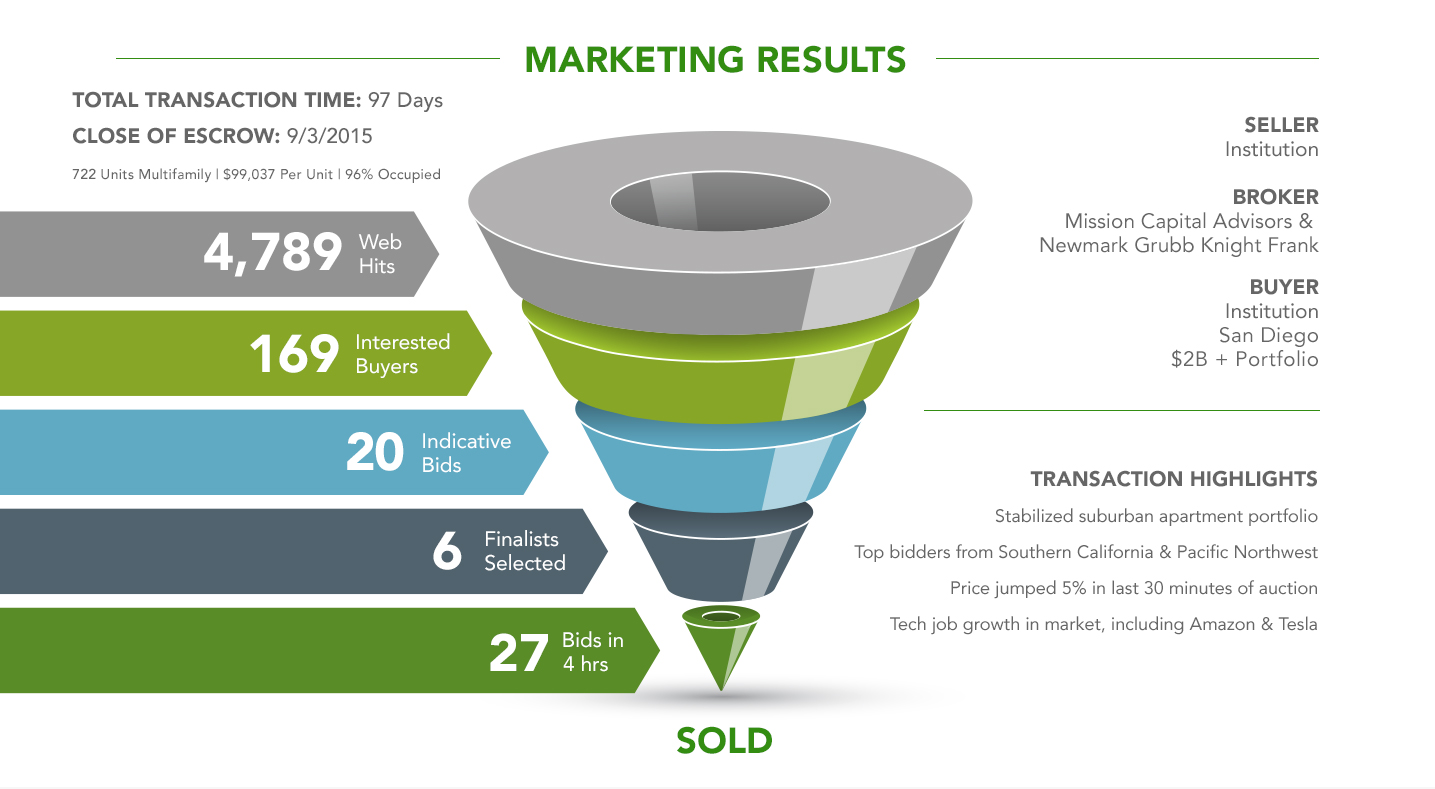 MARKETING RESULTS
TOTAL TRANSACTION TIME: 97 Days
CLOSE OF ESCROW: 9/3/2015
722 Units Multifamily | $99,037 Per Unit | 96% Occupied
4,789 Web
Hits
169 Interested
Buyers
20 Indicative
Bids
6 Finalists
Selected
27 Bids in
4 hrs
SOLD
SELLER
Institution
BROKER
Mission Capital Advisors &
Newmark Grubb Knight Frank
BUYER
Institution
San Diego
$2B + Portfolio
TRANSACTION HIGHLIGHTS
Stabilized suburban apartment portfolio
Top bidders from Southern California & Pacific Northwest
Price jumped 5% in last 30 minutes of auction
Tech job growth in market, including Amazon & Tesla